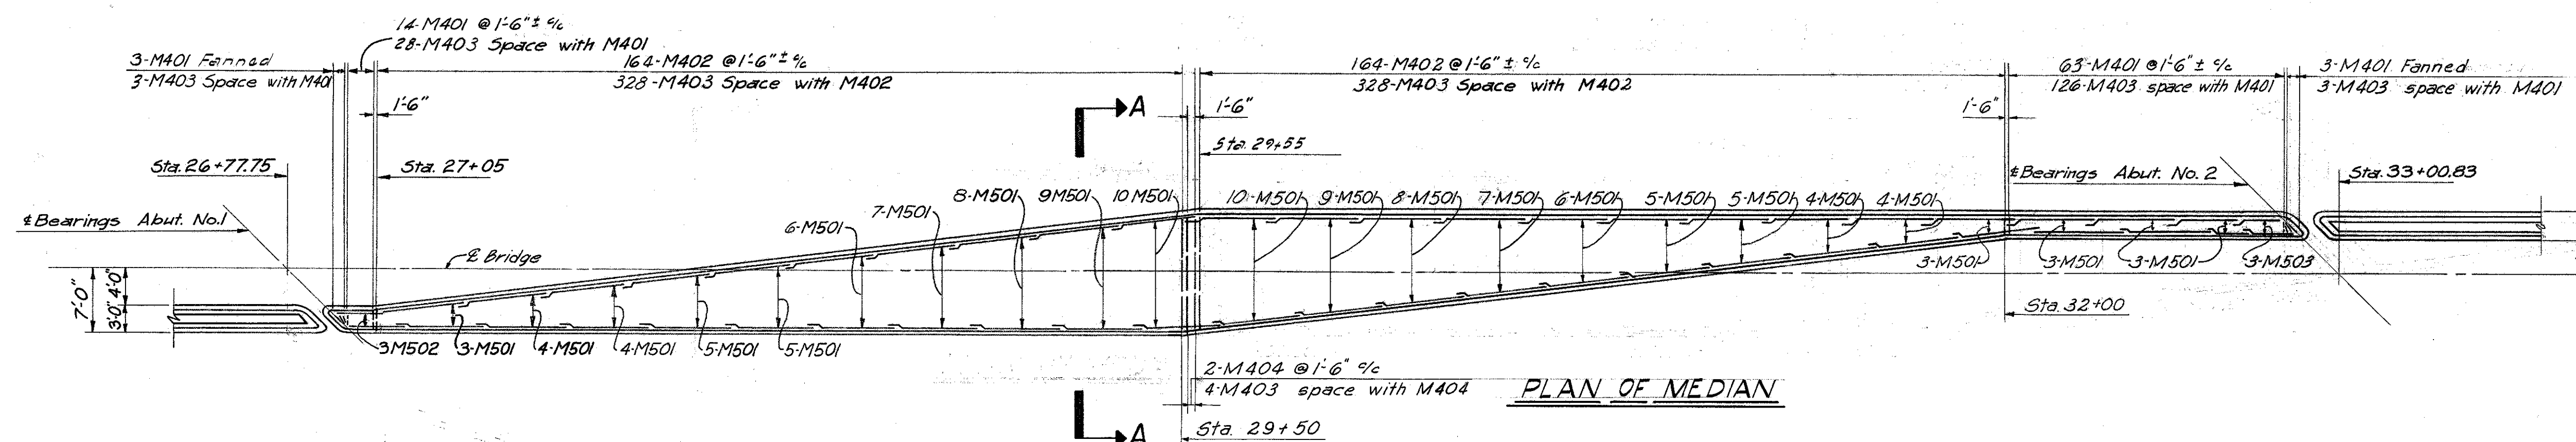 14-M401 @ 1'-6"± c/c
28-M403 Space with M401
3-M401 Fanned
3-M403 Space with M401
164-M402 @ 1'-6"± c/c
328-M403 Space with M402
164-M402 @ 1'-6"± c/c
328-M403 Space with M402
63-M401 @ 1'-6"± c/c
126-M403 space with M401
3-M401 Fanned
3-M403 space with M401
1'-6"
A
1'-6"
1'-6"
Sta. 29+55
Sta. 26+77.75
Sta. 27+05
℄ Bearings Abut. No. 2
Sta. 33+00.83
℄ Bearings Abut. No.1
6-M501
7-M501
8-M501
9M501
10M501
10-M501
9-M501
8-M501
7-M501
6-M501
5-M501
5-M501
4-M501
4-M501
℄ Bridge
7'-0"
4'-0"
3'-0"
3-M501
3-M501
3-M501
3-M503
Sta. 32+00
3M502
3-M501
4-M501
4-M501
5-M501
5-M501
2-M404 @ 1'-6" c/c
4-M403 space with M404
PLAN OF MEDIAN
A
Sta. 29+50